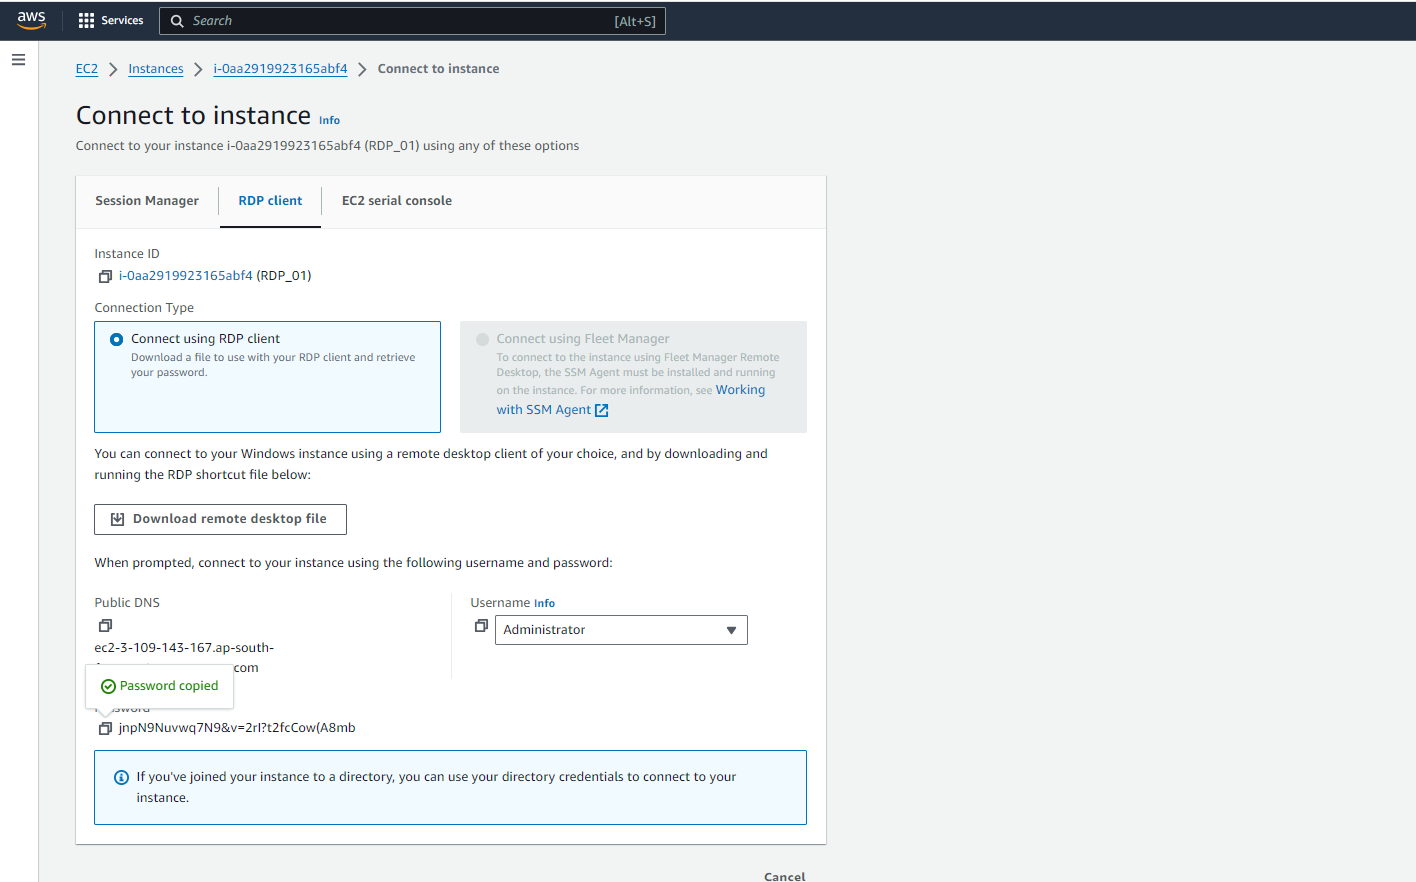 aws
Services
Search
[Alt+S]
EC2 > Instances > i-0aa2919923165abf4 > Connect to instance
Connect to instance Info
Connect to your instance i-0aa2919923165abf4 (RDP_01) using any of these options
Session Manager
RDP client
EC2 serial console
Instance ID
i-0aa2919923165abf4 (RDP_01)
Connection Type
Connect using RDP client
Download a file to use with your RDP client and retrieve
your password.
Connect using Fleet Manager
To connect to the instance using Fleet Manager Remote
Desktop, the SSM Agent must be installed and running
on the instance. For more information, see Working
with SSM Agent
You can connect to your Windows instance using a remote desktop client of your choice, and by downloading and
running the RDP shortcut file below:
Download remote desktop file
When prompted, connect to your instance using the following username and password:
Public DNS
ec2-3-109-143-167.ap-south-
com
Username Info
Administrator
Password copied
jnpN9Nuvwq7N9&v=2rI?t2fcCow(A8mb
If you've joined your instance to a directory, you can use your directory credentials to connect to your
instance.
Cancel